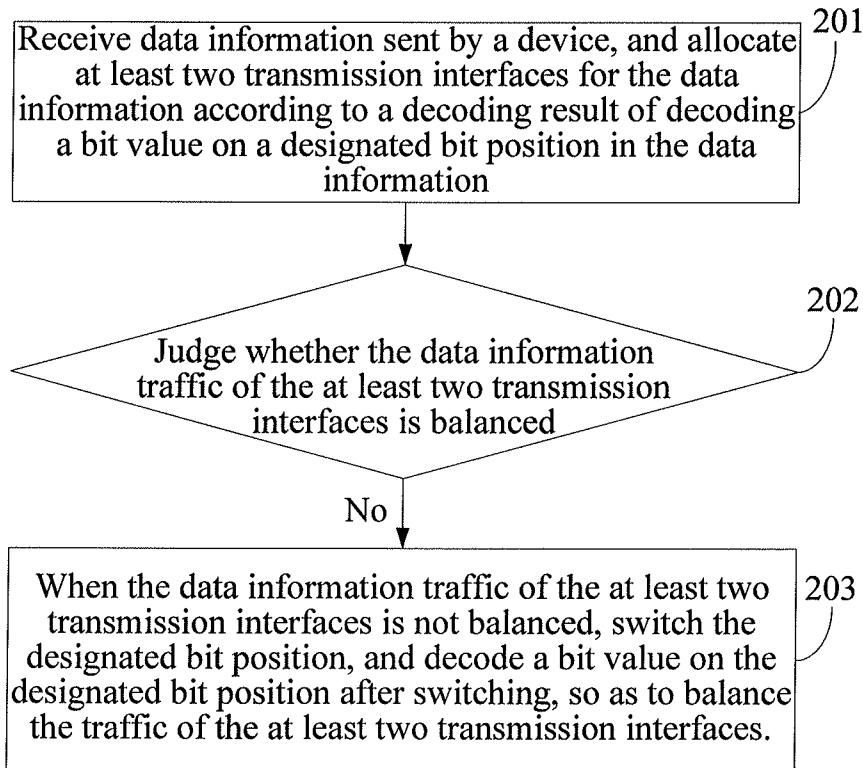 201
Receive data information sent by a device, and allocate
at least two transmission interfaces for the data
information according to a decoding result of decoding
a bit value on a designated bit position in the data
information
202
Judge whether the data information
traffic of the at least two transmission
interfaces is balanced
No
203
When the data information traffic of the at least two
transmission interfaces is not balanced, switch the
designated bit position, and decode a bit value on the
designated bit position after switching, so as to balance
the traffic of the at least two transmission interfaces.